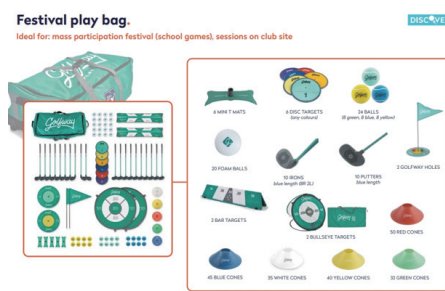 Festival play bag.
DISCOVE
Ideal for: mass participation festival (school games), sessions on club site
Golfway
6 MINI T MATS
6 DISC TARGETS
(any colours)
24 BALLS
(8 green, 8 blue, 8 yellow)
20 FOAM BALLS
10 IRONS
blue length (8R 2L)
10 PUTTERS
blue length
2 GOLFWAY HOLES
2 BAR TARGETS
2 BULLSEYE TARGETS
50 RED CONES
45 BLUE CONES
35 WHITE CONES
40 YELLOW CONES
32 GREEN CONES